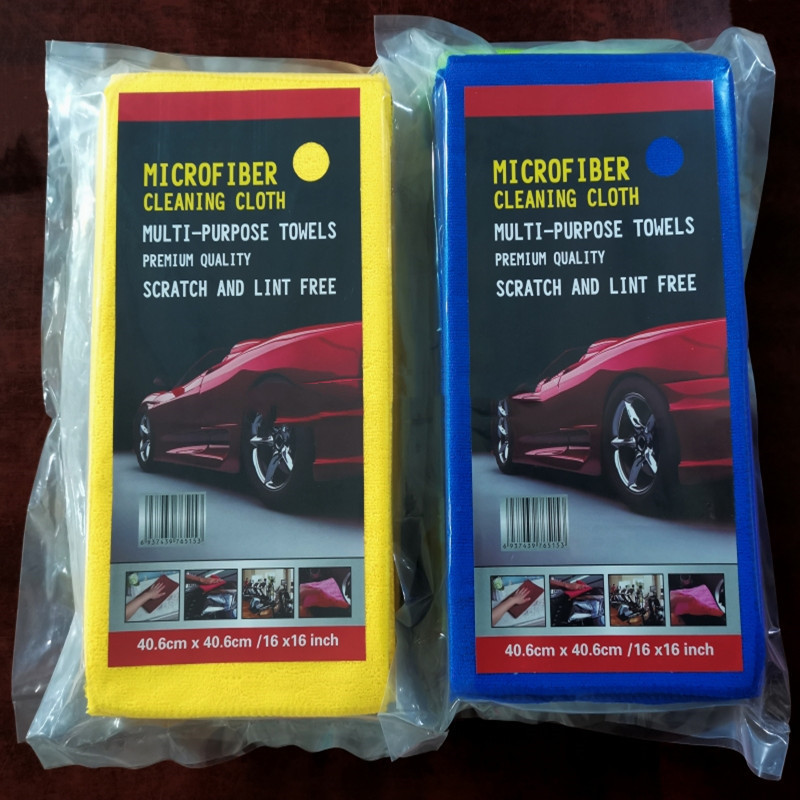 MICROFIBER
CLEANING CLOTH
MULTI-PURPOSE TOWELS
PREMIUM QUALITY
SCRATCH AND LINT FREE
6937439765153
40.6cm x 40.6cm /16 x16 inch
MICROFIBER
CLEANING CLOTH
MULTI-PURPOSE TOWELS
PREMIUM QUALITY
SCRATCH AND LINT FREE
6937439765153
40.6cm x 40.6cm /16 x16 inch